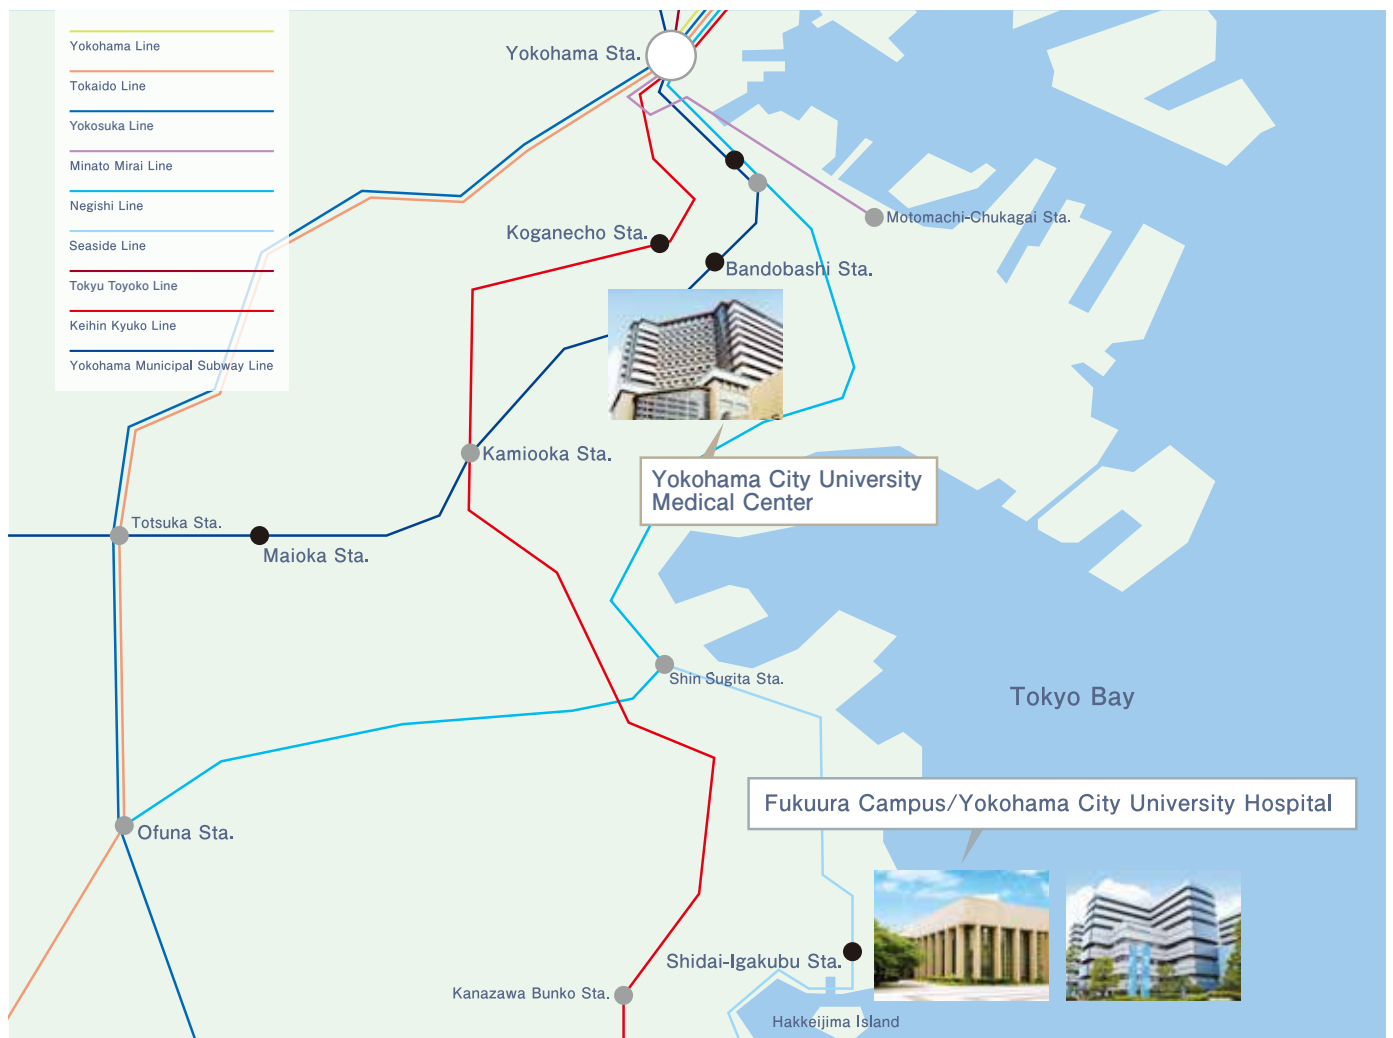 Yokohama Line
Tokaido Line
Yokosuka Line
Minato Mirai Line
Negishi Line
Seaside Line
Tokyu Toyoko Line
Keihin Kyuko Line
Yokohama Municipal Subway Line
Yokohama Sta.
Motomachi-Chukagai Sta.
Koganecho Sta.
Bandobashi Sta.
Kamiooka Sta.
Yokohama City University
Medical Center
Totsuka Sta.
Maioka Sta.
Shin Sugita Sta.
Tokyo Bay
Fukuura Campus/Yokohama City University Hospital
Ofuna Sta.
Shidai-Igakubu Sta.
Kanazawa Bunko Sta.
Hakkeijima Island